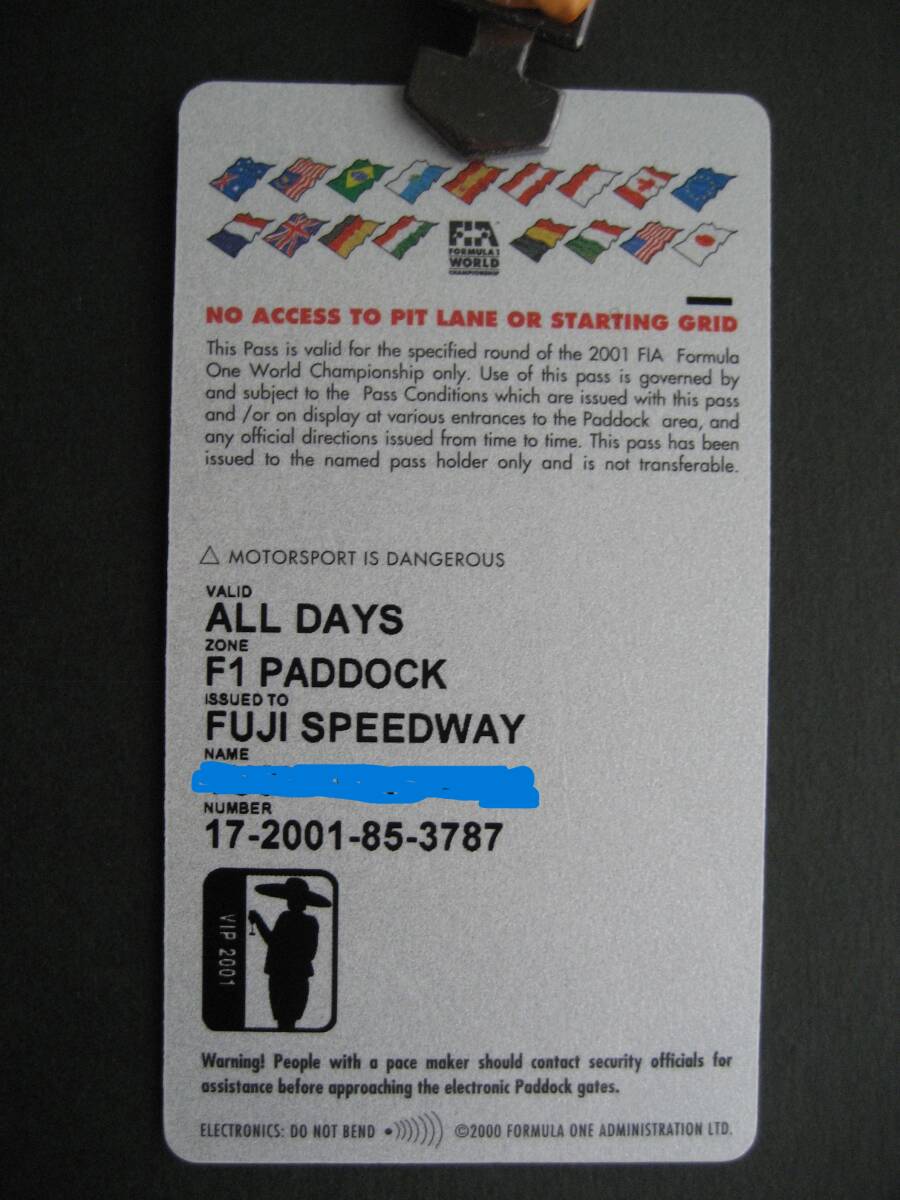 FIA
FORMULA 1
WORLD
CHAMPIONSHIP
NO ACCESS TO PIT LANE OR STARTING GRID
This Pass is valid for the specified round of the 2001 FIA Formula
One World Championship only. Use of this pass is governed by
and subject to the Pass Conditions which are issued with this pass
and /or on display at various entrances to the Paddock area, and
any official directions issued from time to time. This pass has been
issued to the named pass holder only and is not transferable.
MOTORSPORT IS DANGEROUS
VALID
ALL DAYS
ZONE
F1 PADDOCK
ISSUED TO
FUJI SPEEDWAY
NAME
NUMBER
17-2001-85-3787
VIP 2001
Warning! People with a pace maker should contact security officials for
assistance before approaching the electronic Paddock gates.
ELECTRONICS: DO NOT BEND ©2000 FORMULA ONE ADMINISTRATION LTD.